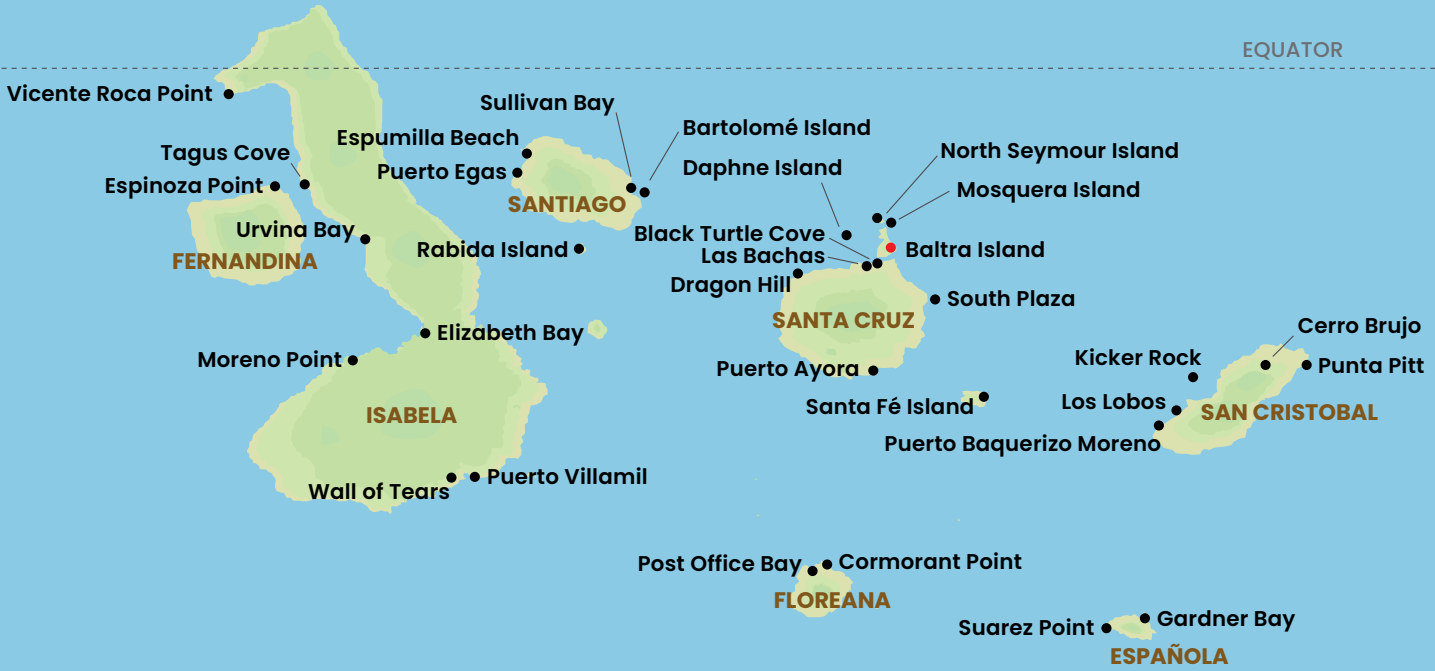 EQUATOR
Vicente Roca Point
Sullivan Bay
Bartolomé Island
Espumilla Beach
Tagus Cove
Daphne Island
North Seymour Island
Puerto Egas
Espinoza Point
Mosquera Island
SANTIAGO
Urvina Bay
Black Turtle Cove
Rabida Island
Baltra Island
Las Bachas
FERNANDINA
Dragon Hill
South Plaza
SANTA CRUZ
Cerro Brujo
Elizabeth Bay
Moreno Point
Kicker Rock
Punta Pitt
Puerto Ayora
Los Lobos
Santa Fé Island
SAN CRISTOBAL
ISABELA
Puerto Baquerizo Moreno
Puerto Villamil
Wall of Tears
Post Office Bay
Cormorant Point
FLOREANA
Gardner Bay
Suarez Point
ESPAÑOLA